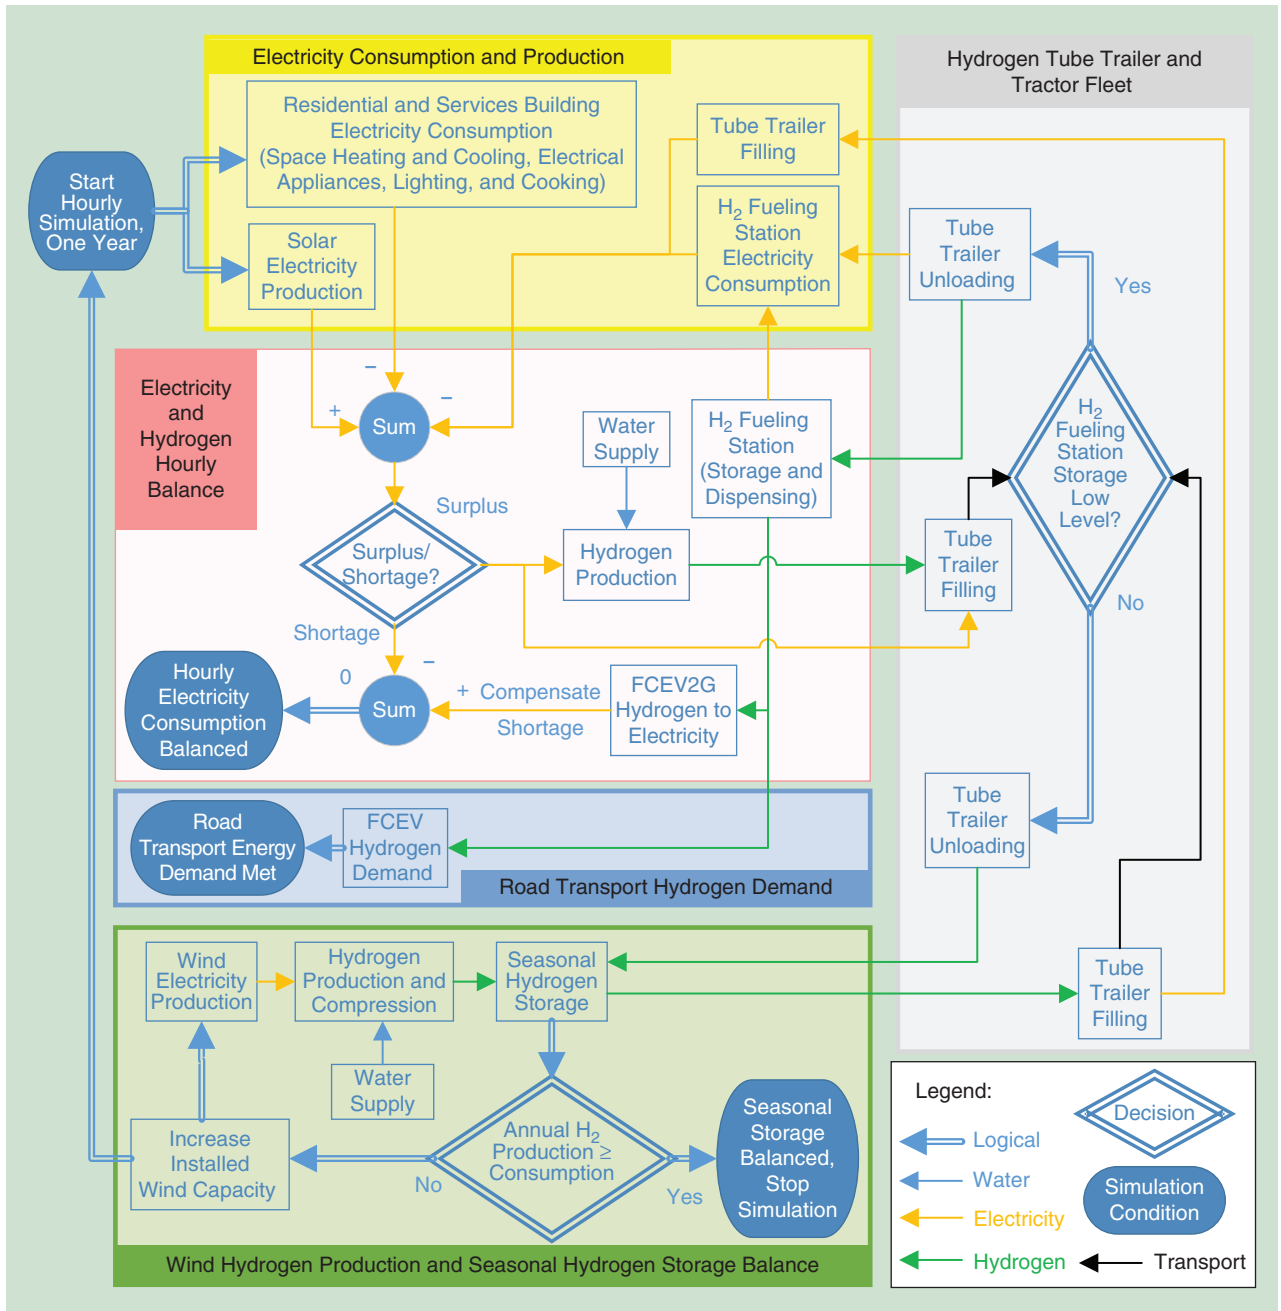 Electricity Consumption and Production
Residential and Services Building
Electricity Consumption
(Space Heating and Cooling, Electrical
Appliances, Lighting, and Cooking)
Start
Hourly
Simulation,
One Year
Solar
Electricity
Production
Tube Trailer
Filling
H2 Fueling
Station
Electricity
Consumption
Hydrogen Tube Trailer and
Tractor Fleet
Tube
Trailer
Unloading
Yes
H2
Fueling
Station
Storage
Low
Level?
No
Tube
Trailer
Filling
Tube
Trailer
Unloading
Tube
Trailer
Filling
Electricity
and
Hydrogen
Hourly
Balance
−
+
−
Sum
Water
Supply
H2 Fueling
Station
(Storage and
Dispensing)
Surplus
Surplus/
Shortage?
Hydrogen
Production
Shortage
−
0
Sum
+ Compensate
Shortage
FCEV2G
Hydrogen to
Electricity
Hourly
Electricity
Consumption
Balanced
Road
Transport Energy
Demand Met
FCEV
Hydrogen
Demand
Road Transport Hydrogen Demand
Wind
Electricity
Production
Hydrogen
Production and
Compression
Seasonal
Hydrogen
Storage
Water
Supply
Increase
Installed
Wind Capacity
No
Annual H2
Production ≥
Consumption
Yes
Seasonal
Storage
Balanced,
Stop
Simulation
Wind Hydrogen Production and Seasonal Hydrogen Storage Balance
Legend:
Logical
Water
Electricity
Hydrogen
Decision
Simulation
Condition
Transport